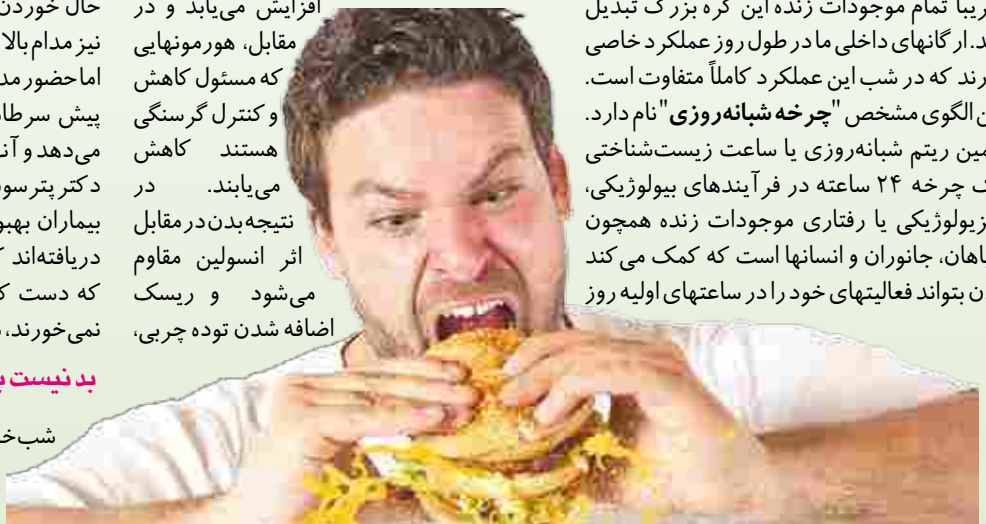 ریبا تمام موجودات زنده این کره بزرگ تبدیل
ند. ارگانهای داخلی ما در طول روز عملکرد خاصی
رند که در شب این عملکرد کاملاً متفاوت است.
ن الگوی مشخص "چرخه شبانه‌روزی" نام دارد.
مین ریتم شبانه‌روزی یا ساعت زیست‌شناختی
ک چرخه ۲۴ ساعته در فرآیندهای بیولوژیکی،
زیولوژیکی یا رفتاری موجودات زنده همچون
یاهان، جانوران و انسانها است که کمک می‌کند
ن بتواند فعالیتهای خود را در ساعتهای اولیه روز
افزایش می‌یابد و در
مقابل، هورمونهایی
که مسئول کاهش
و کنترل گرسنگی
هستند کاهش
می‌یابند. در
نتیجه بدن در مقابل
اثر انسولین مقاوم
می‌شود و ریسک
اضافه شدن توده چربی،
حال خوردن
نیز مدام بالا
اما حضور مد
پیش سرطا
می‌دهد و آن
دکتر پترسو
بیماران بهبو
دریافته‌اند ک
که دست ک
نمی‌خورند،
بد نیست ب
شب‌خ